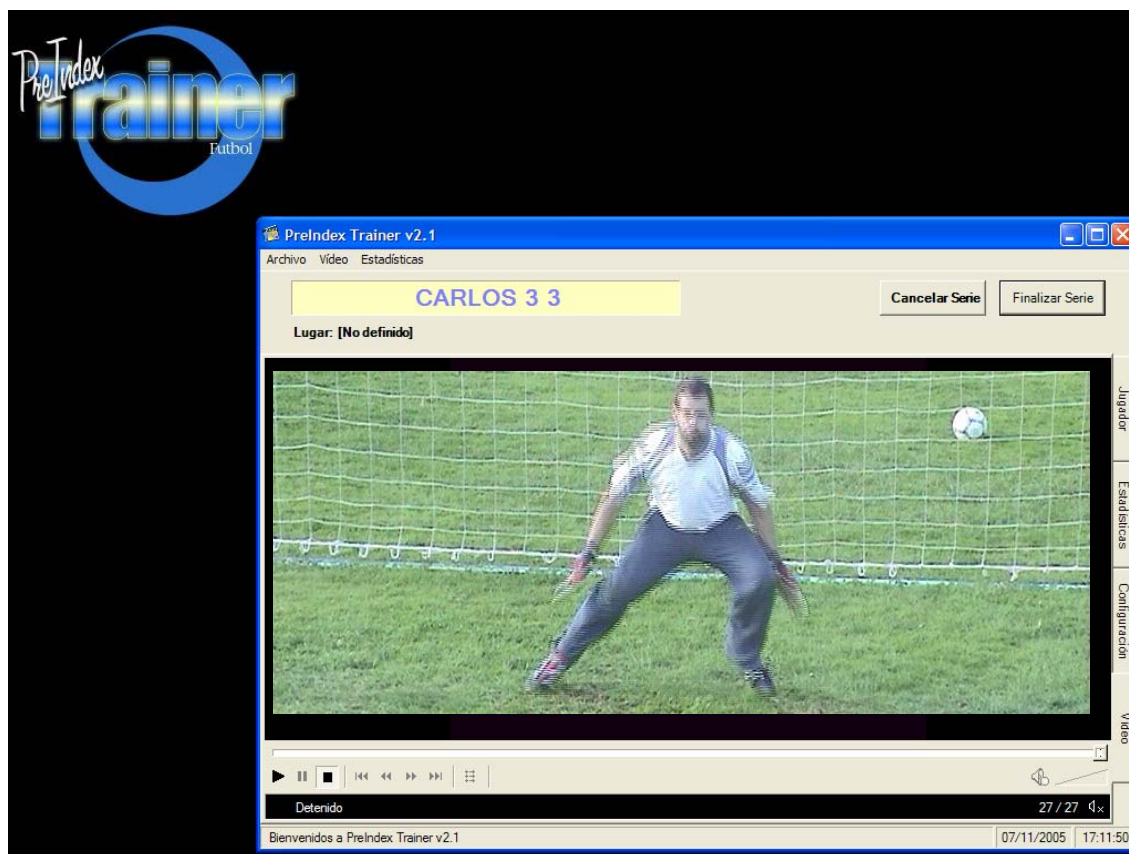 PreIndex
Trainer
Futbol
PreIndex Trainer v2.1
Archivo Vídeo Estadísticas
CARLOS 3 3
Cancelar Serie
Finalizar Serie
Lugar: [No definido]
Jugador
Estadísticas
Configuración
Vídeo
Detenido
27 / 27
Bienvenidos a PreIndex Trainer v2.1
07/11/2005
17:11:50